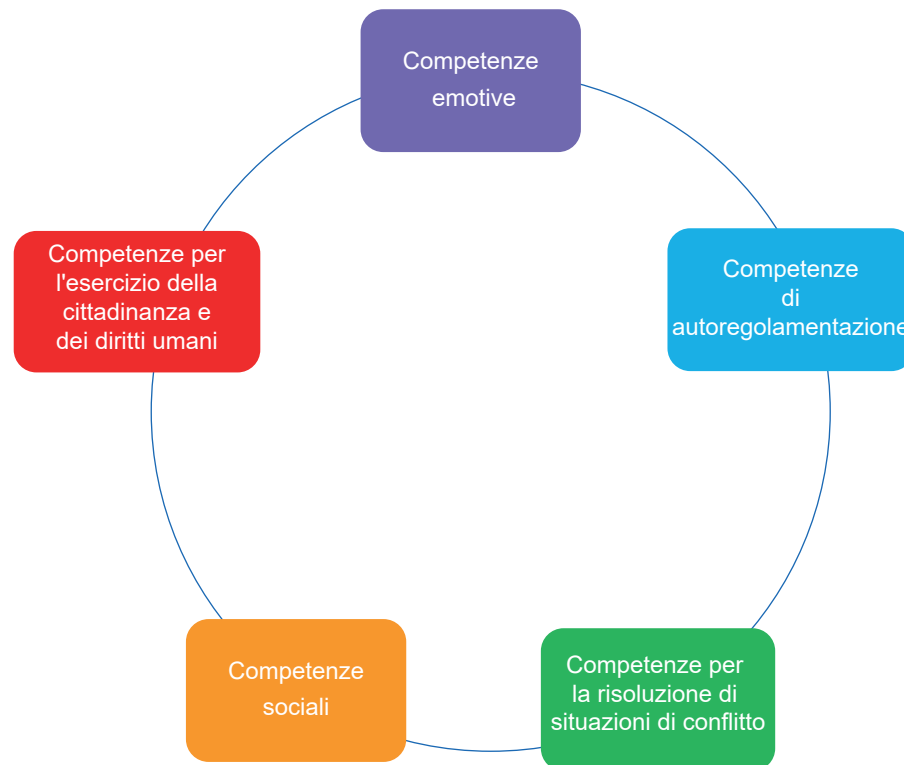 Competenze
emotive
Competenze
di
autoregolamentazione
Competenze per
la risoluzione di
situazioni di conflitto
Competenze
sociali
Competenze per
l'esercizio della
cittadinanza e
dei diritti umani